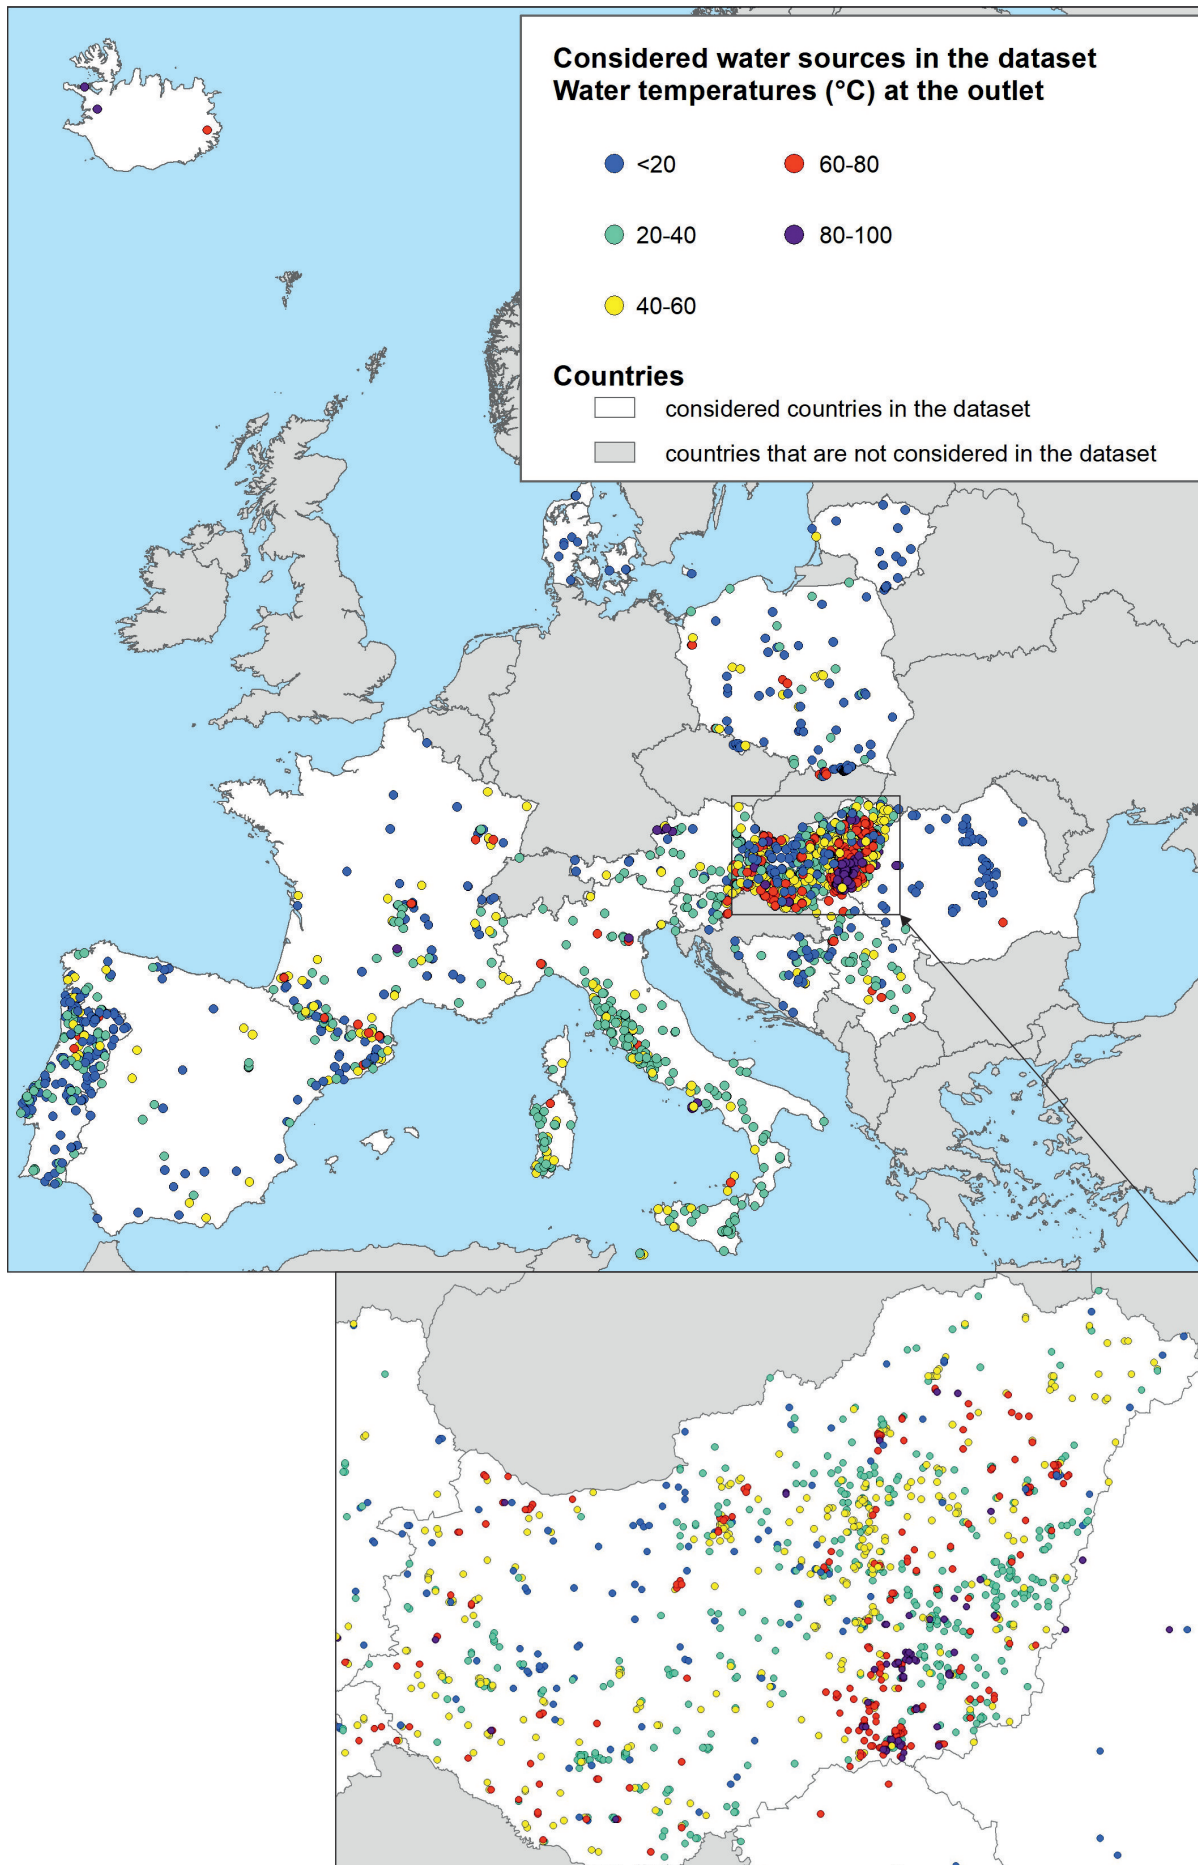 Considered water sources in the dataset
Water temperatures (°C) at the outlet
<20
60-80
20-40
80-100
40-60
Countries
considered countries in the dataset
countries that are not considered in the dataset